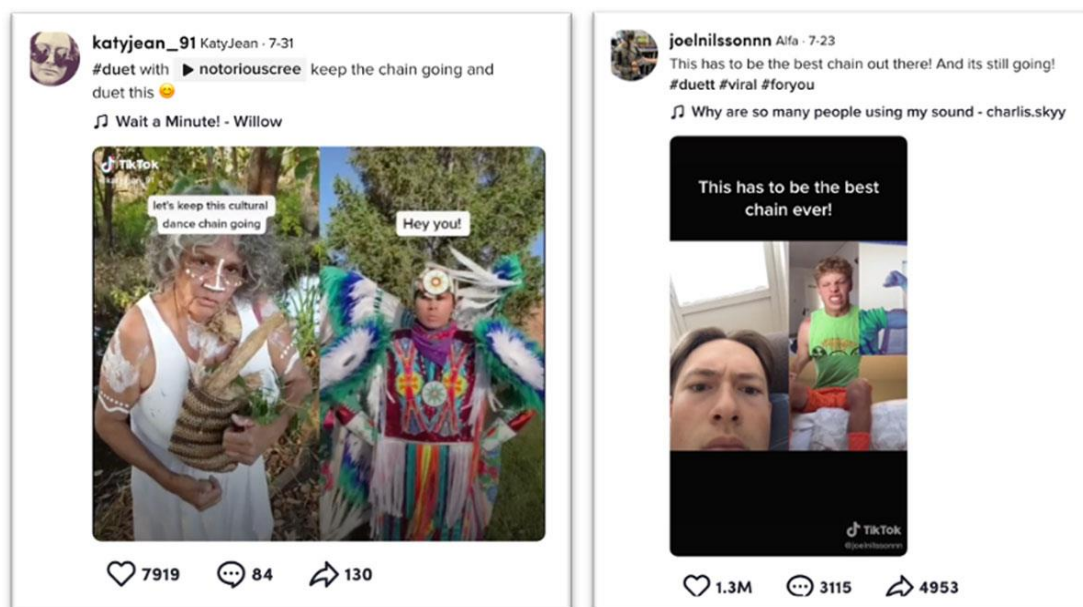 katyjean_91 KatyJean · 7-31
#duet with ▶ notoriouscree keep the chain going and
duet this 😊
♫ Wait a Minute! - Willow
TikTok
let's keep this cultural
dance chain going
Hey you!
7919 84 130
joelnilssonnn Alfa · 7-23
This has to be the best chain out there! And its still going!
#duett #viral #foryou
♫ Why are so many people using my sound - charlis.skyy
This has to be the best
chain ever!
TikTok
@joelnilssonnn
1.3M 3115 4953